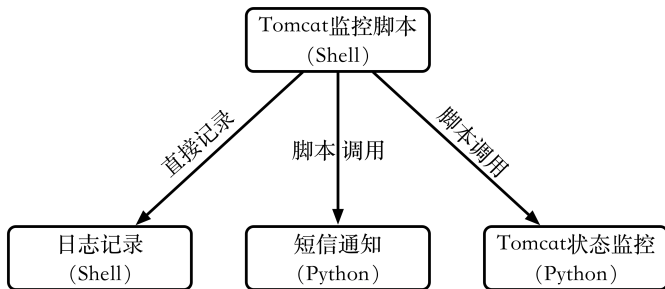 Tomcat监控脚本
（Shell）
直接记录
脚本 调用
脚本调用
日志记录
（Shell）
短信通知
（Python）
Tomcat状态监控
（Python）